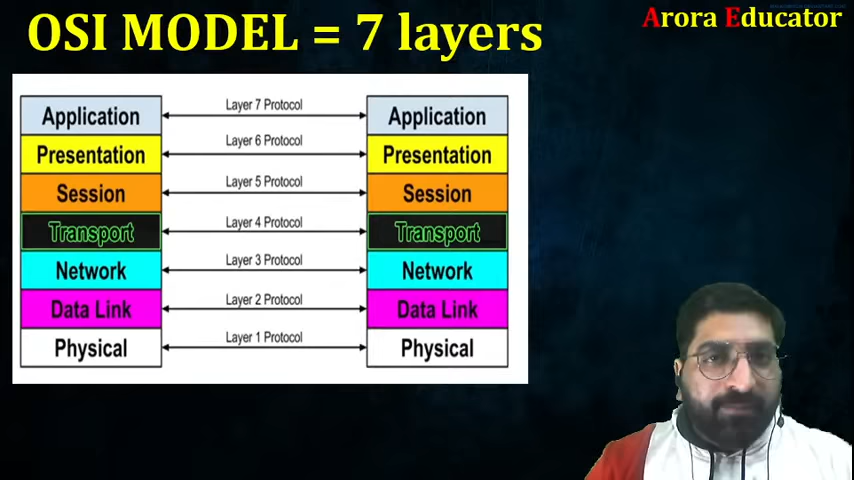 OSI MODEL = 7 layers
Arora Educator
Application Layer 7 Protocol Application
Presentation Layer 6 Protocol Presentation
Session Layer 5 Protocol Session
Transport Layer 4 Protocol Transport
Network Layer 3 Protocol Network
Data Link Layer 2 Protocol Data Link
Physical Layer 1 Protocol Physical